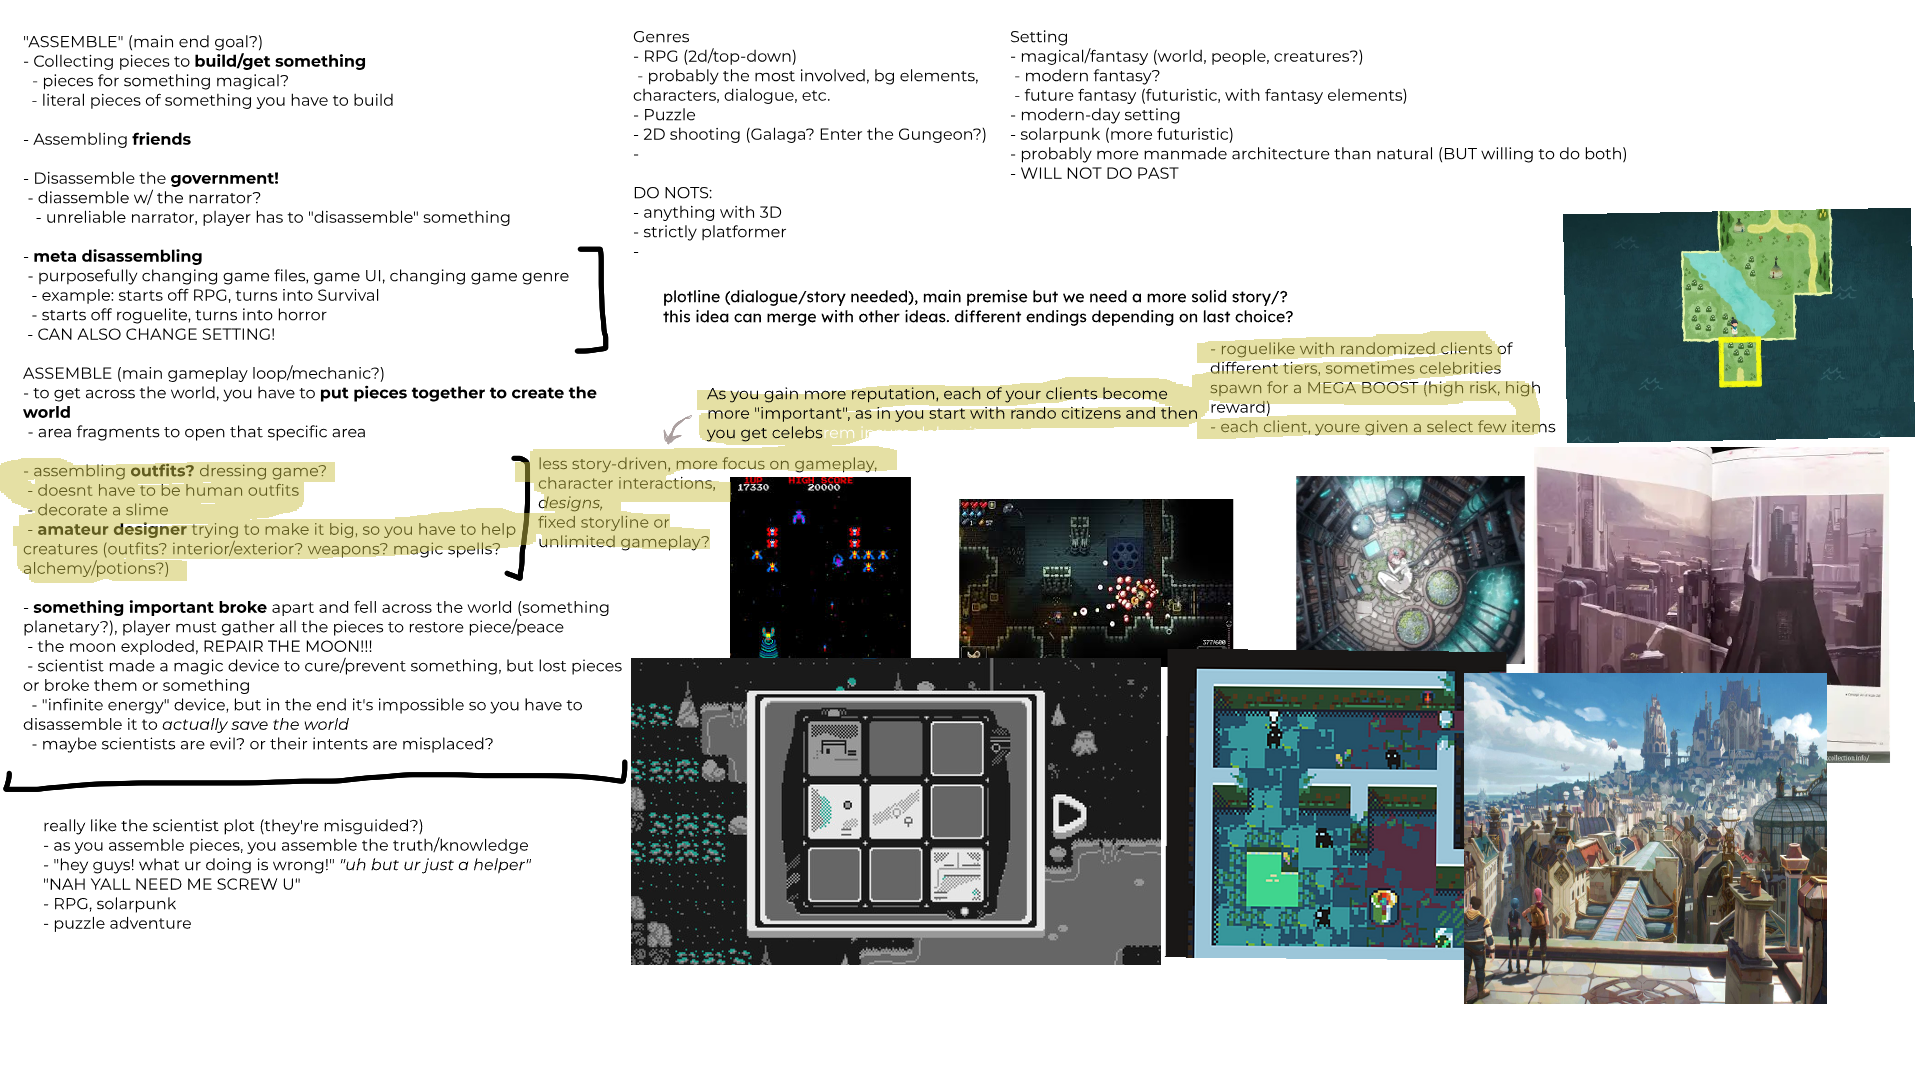 "ASSEMBLE" (main end goal?)
- Collecting pieces to build/get something
- pieces for something magical?
- literal pieces of something you have to build
- Assembling friends
- Disassemble the government!
- diassemble w/ the narrator?
- unreliable narrator, player has to "disassemble" something
- meta disassembling
- purposefully changing game files, game UI, changing game genre
- example: starts off RPG, turns into Survival
- starts off roguelite, turns into horror
- CAN ALSO CHANGE SETTING!
ASSEMBLE (main gameplay loop/mechanic?)
- to get across the world, you have to put pieces together to create the
world
- area fragments to open that specific area
- assembling outfits? dressing game?
- doesnt have to be human outfits
- decorate a slime
- amateur designer trying to make it big, so you have to help
creatures (outfits? interior/exterior? weapons? magic spells?
alchemy/potions?)
- something important broke apart and fell across the world (something
planetary?), player must gather all the pieces to restore piece/peace
- the moon exploded, REPAIR THE MOON!!!
- scientist made a magic device to cure/prevent something, but lost pieces
or broke them or something
- "infinite energy" device, but in the end it's impossible so you have to
disassemble it to actually save the world
- maybe scientists are evil? or their intents are misplaced?
really like the scientist plot (they're misguided?)
- as you assemble pieces, you assemble the truth/knowledge
- "hey guys! what ur doing is wrong!" "uh but ur just a helper"
"NAH YALL NEED ME SCREW U"
- RPG, solarpunk
- puzzle adventure
Genres
- RPG (2d/top-down)
- probably the most involved, bg elements,
characters, dialogue, etc.
- Puzzle
- 2D shooting (Galaga? Enter the Gungeon?)
-
DO NOTS:
- anything with 3D
- strictly platformer
-
Setting
- magical/fantasy (world, people, creatures?)
- modern fantasy?
- future fantasy (futuristic, with fantasy elements)
- modern-day setting
- solarpunk (more futuristic)
- probably more manmade architecture than natural (BUT willing to do both)
- WILL NOT DO PAST
plotline (dialogue/story needed), main premise but we need a more solid story/?
this idea can merge with other ideas. different endings depending on last choice?
As you gain more reputation, each of your clients become
more "important", as in you start with rando citizens and then
you get celebs
- roguelike with randomized clients of
different tiers, sometimes celebrities
spawn for a MEGA BOOST (high risk, high
reward)
- each client, youre given a select few items
less story-driven, more focus on gameplay,
character interactions,
designs,
fixed storyline or
unlimited gameplay?
1UP HIGH SCORE
17330 20000
377/600